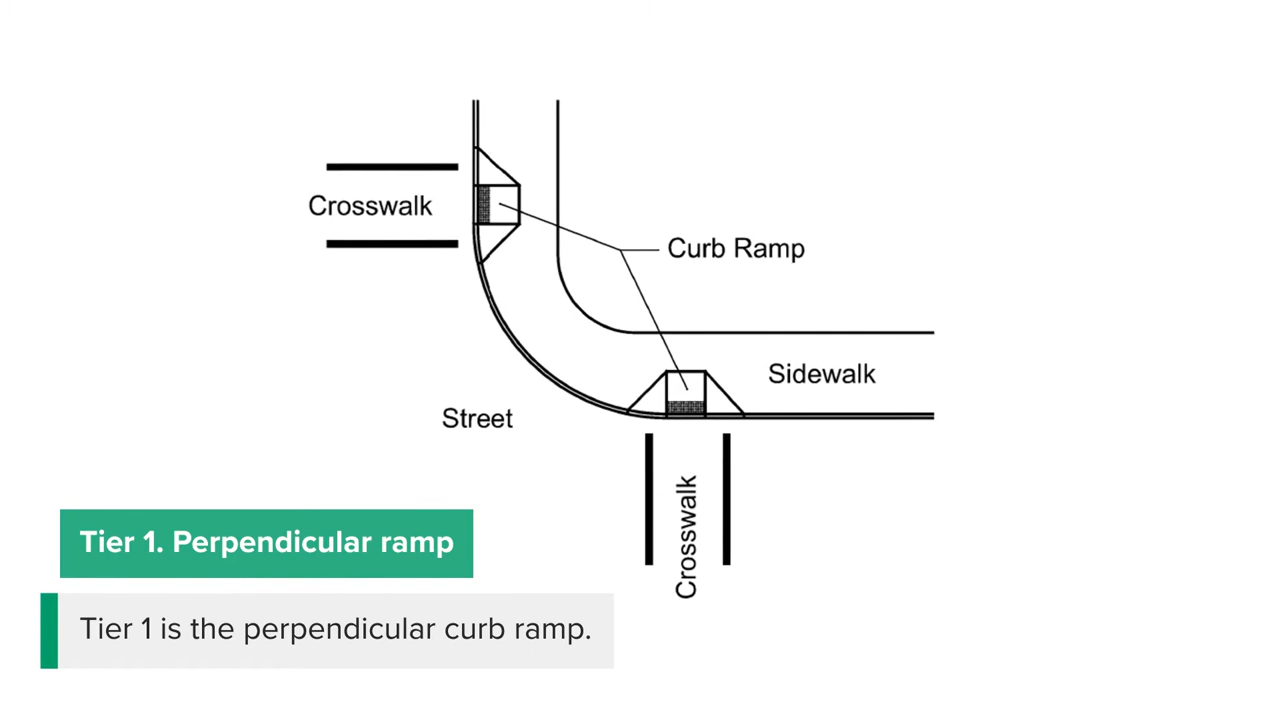 Crosswalk
Curb Ramp
Sidewalk
Street
Crosswalk
Tier 1. Perpendicular ramp
Tier 1 is the perpendicular curb ramp.